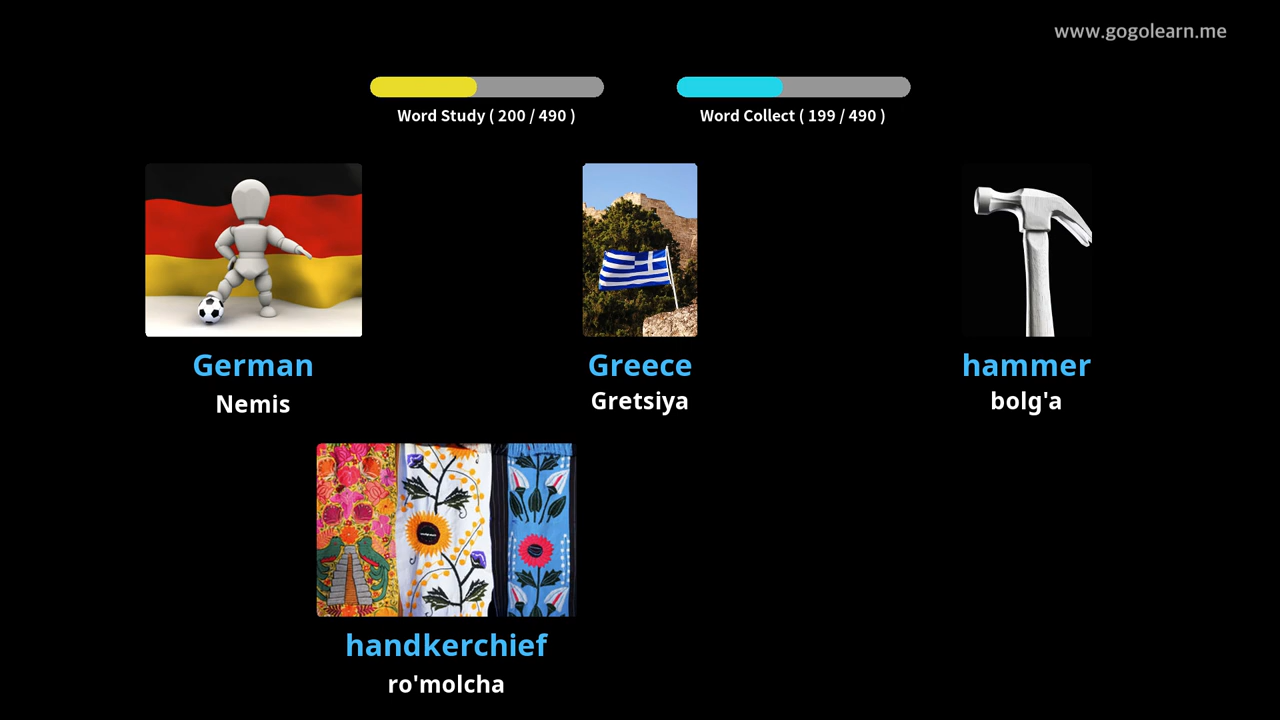 www.gogolearn.me
Word Study ( 200 / 490 )
Word Collect ( 199 / 490 )
German
Nemis
Greece
Gretsiya
hammer
bolg'a
handkerchief
ro'molcha